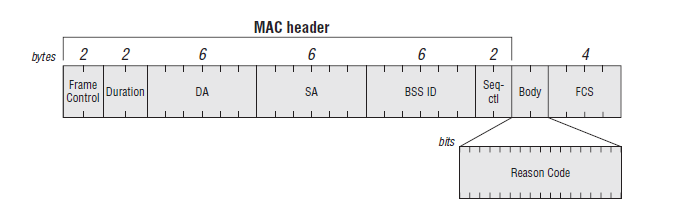 MAC header
bytes 2 2 6 6 6 2 4
Frame Control Duration DA SA BSS ID Seq-ctl Body FCS
bits
Reason Code